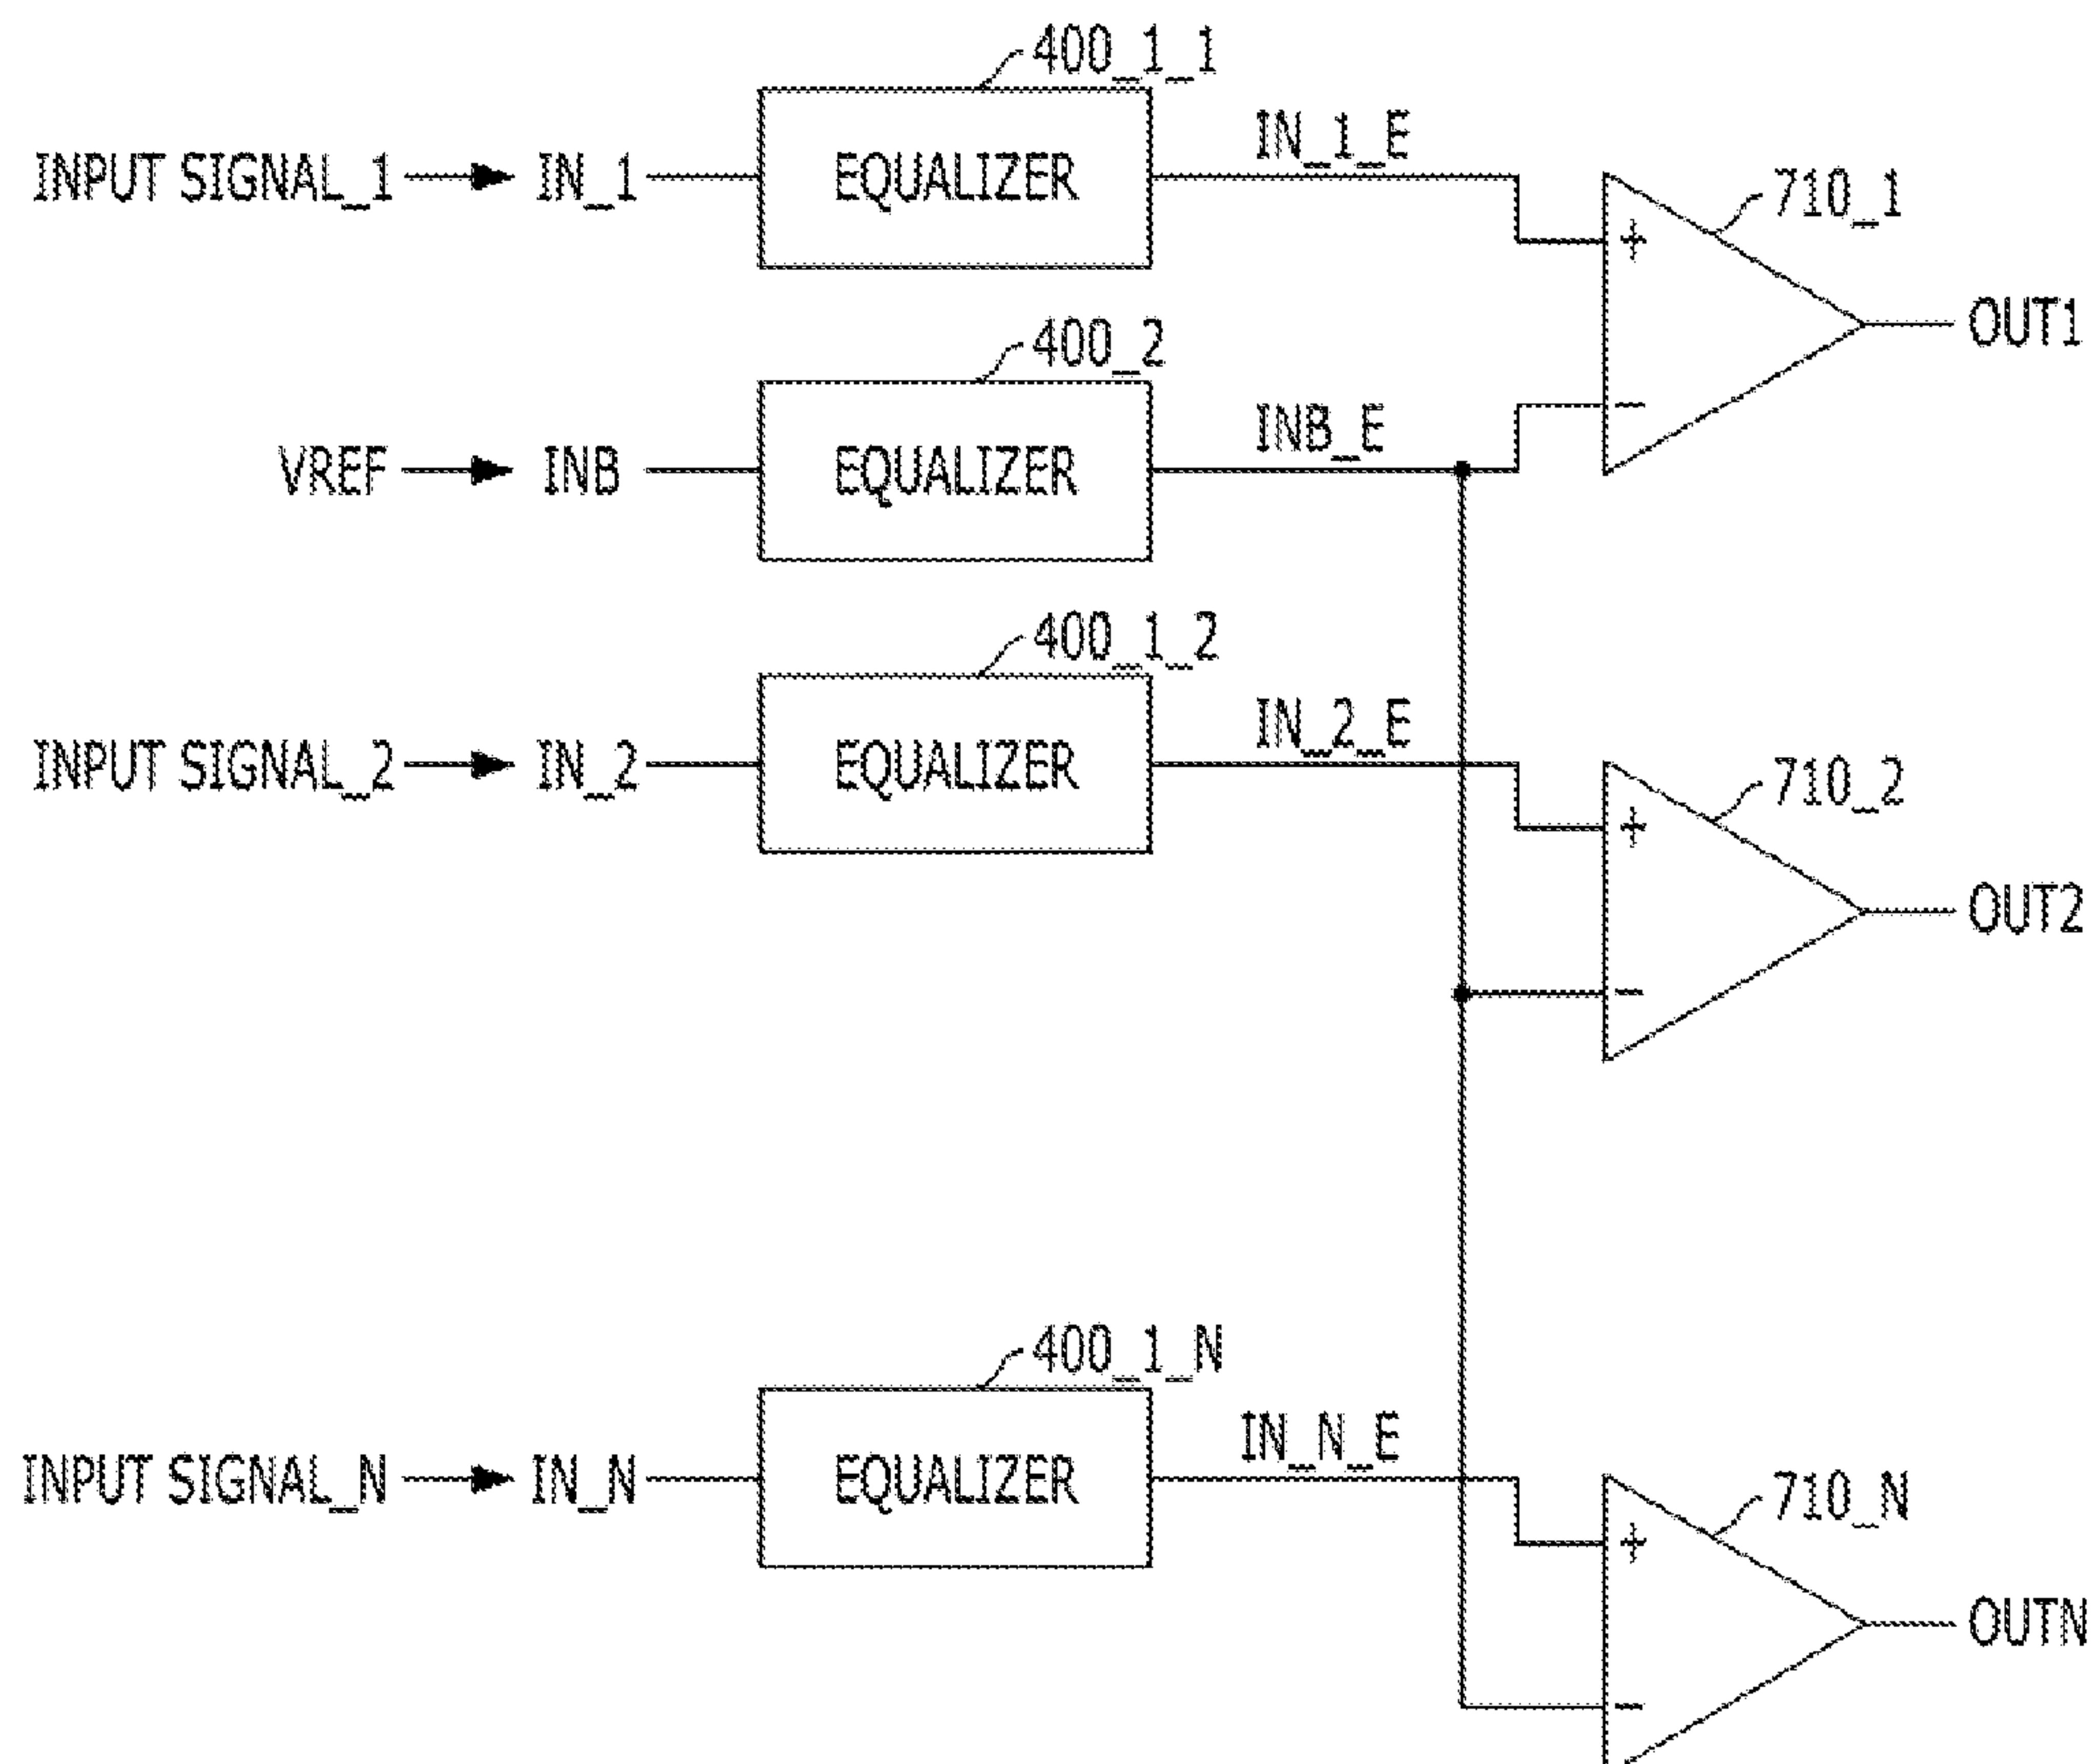 400_1_1
INPUT SIGNAL_1 IN_1 EQUALIZER IN_1_E
710_1
+
OUT1
400_2
−
VREF INB EQUALIZER INB_E
400_1_2
INPUT SIGNAL_2 IN_2 EQUALIZER IN_2_E
710_2
+
OUT2
−
400_1_N
INPUT SIGNAL_N IN_N EQUALIZER IN_N_E
710_N
+
OUTN
−